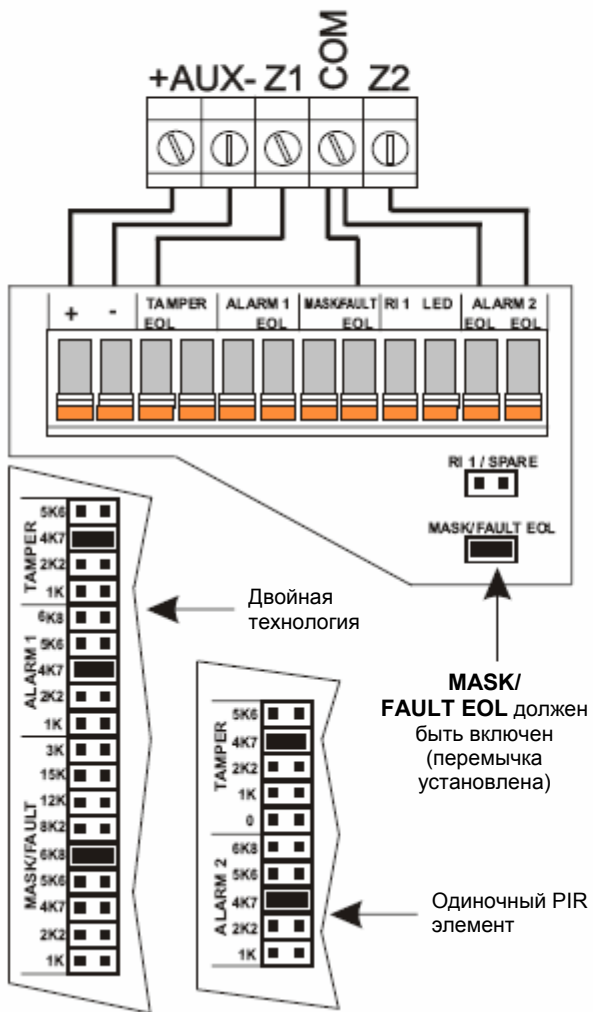 +AUX- Z1 COM Z2
+ - TAMPER ALARM 1 MASK/FAULT RI 1 LED ALARM 2
EOL EOL EOL EOL EOL
RI 1 / SPARE
MASK/FAULT EOL
TAMPER
5K6
4K7
2K2
1K
ALARM 1
6K8
5K6
4K7
2K2
1K
MASK/FAULT
3K
15K
12K
8K2
6K8
5K6
4K7
2K2
1K
Двойная
технология
TAMPER
5K6
4K7
2K2
1K
0
ALARM 2
6K8
5K6
4K7
2K2
1K
MASK/
FAULT EOL должен
быть включен
(перемычка
установлена)
Одиночный PIR
элемент